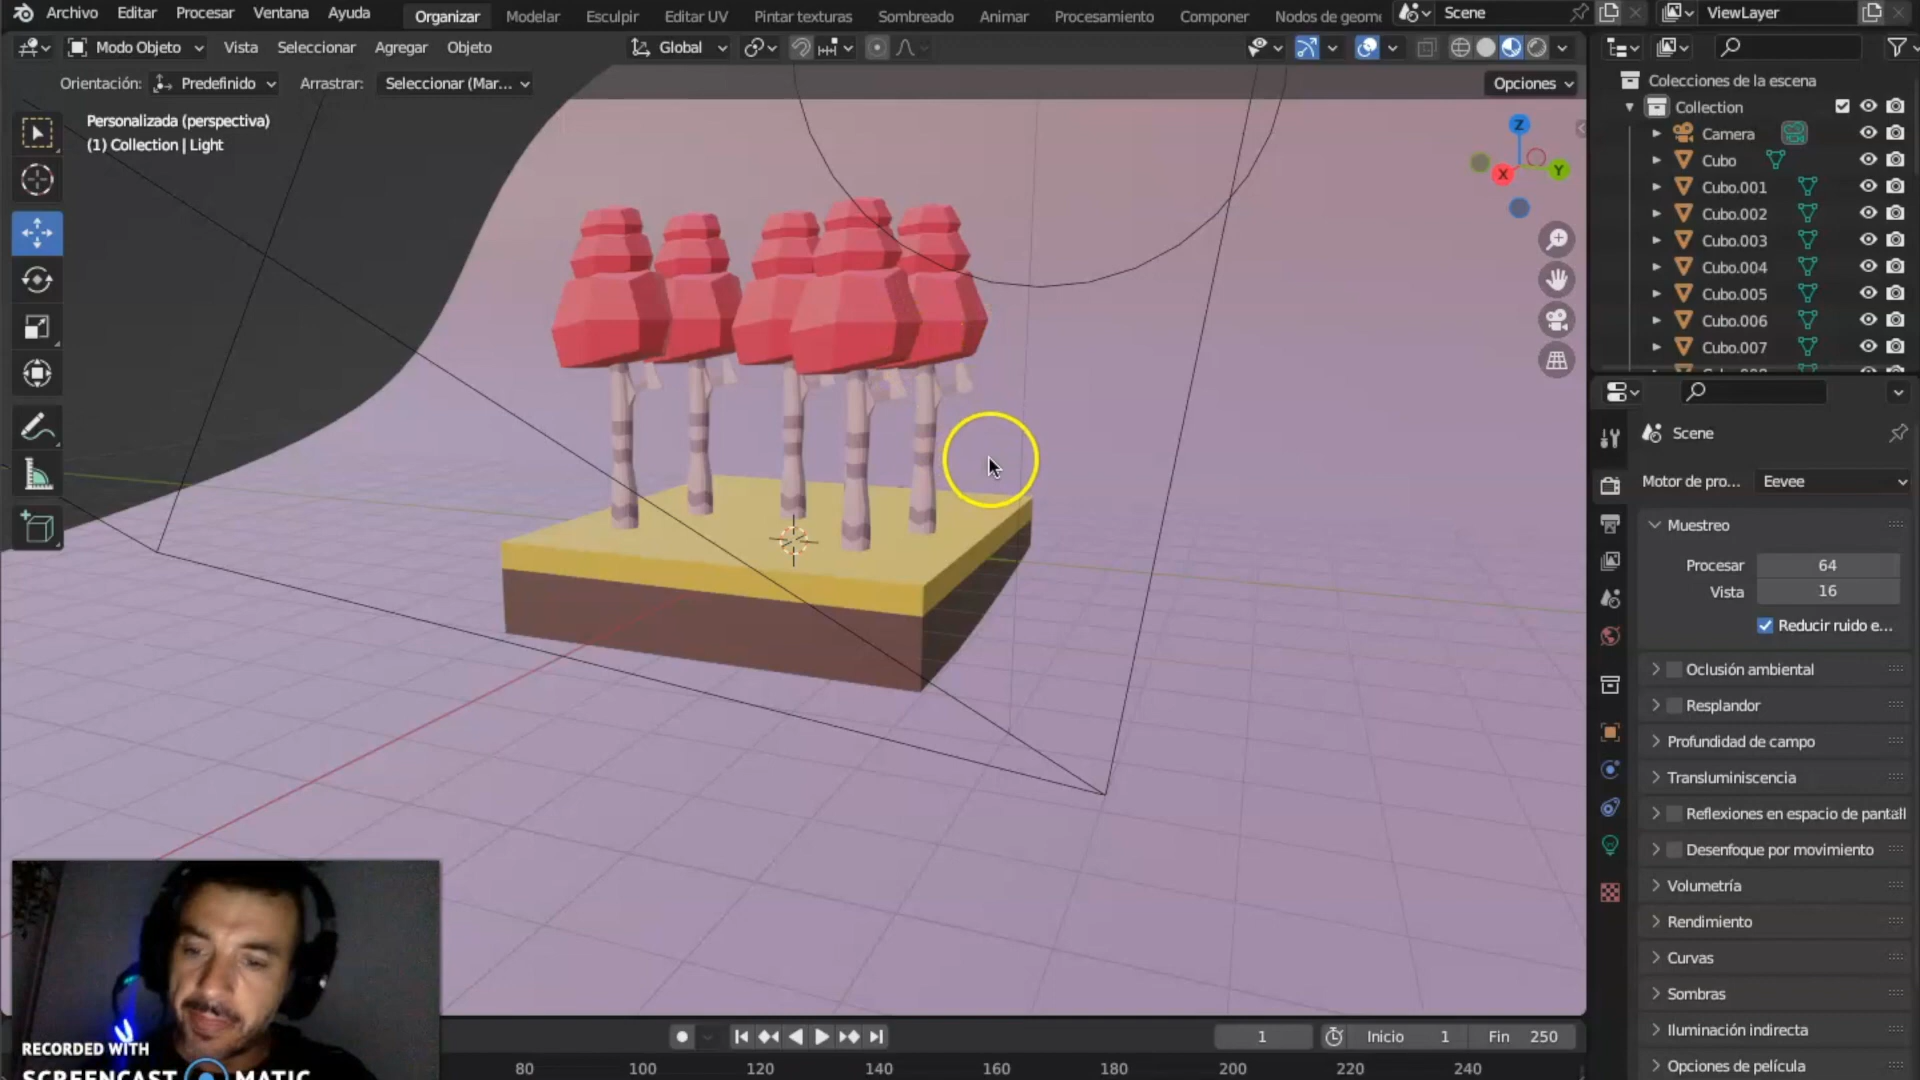 Archivo Editar Procesar Ventana Ayuda Organizar Modelar Esculpir Editar UV Pintar texturas Sombreado Animar Procesamiento Componer Nodos de geome Scene ViewLayer
Modo Objeto Vista Seleccionar Agregar Objeto Global
Orientación: Predefinido Arrastrar: Seleccionar (Mar... Opciones
Personalizada (perspectiva)
(1) Collection | Light
Z
X
Y
Colecciones de la escena
Collection
Camera
Cubo
Cubo.001
Cubo.002
Cubo.003
Cubo.004
Cubo.005
Cubo.006
Cubo.007
Scene
Motor de pro... Eevee
Muestreo
Procesar 64
Vista 16
Reducir ruido e...
Oclusión ambiental
Resplandor
Profundidad de campo
Transluminiscencia
Reflexiones en espacio de pantall
Desenfoque por movimiento
Volumetría
Rendimiento
Curvas
Sombras
Iluminación indirecta
Opciones de película
1 Inicio 1 Fin 250
80 100 120 140 160 180 200 220 240
RECORDED WITH
SCREENCAST MATIC